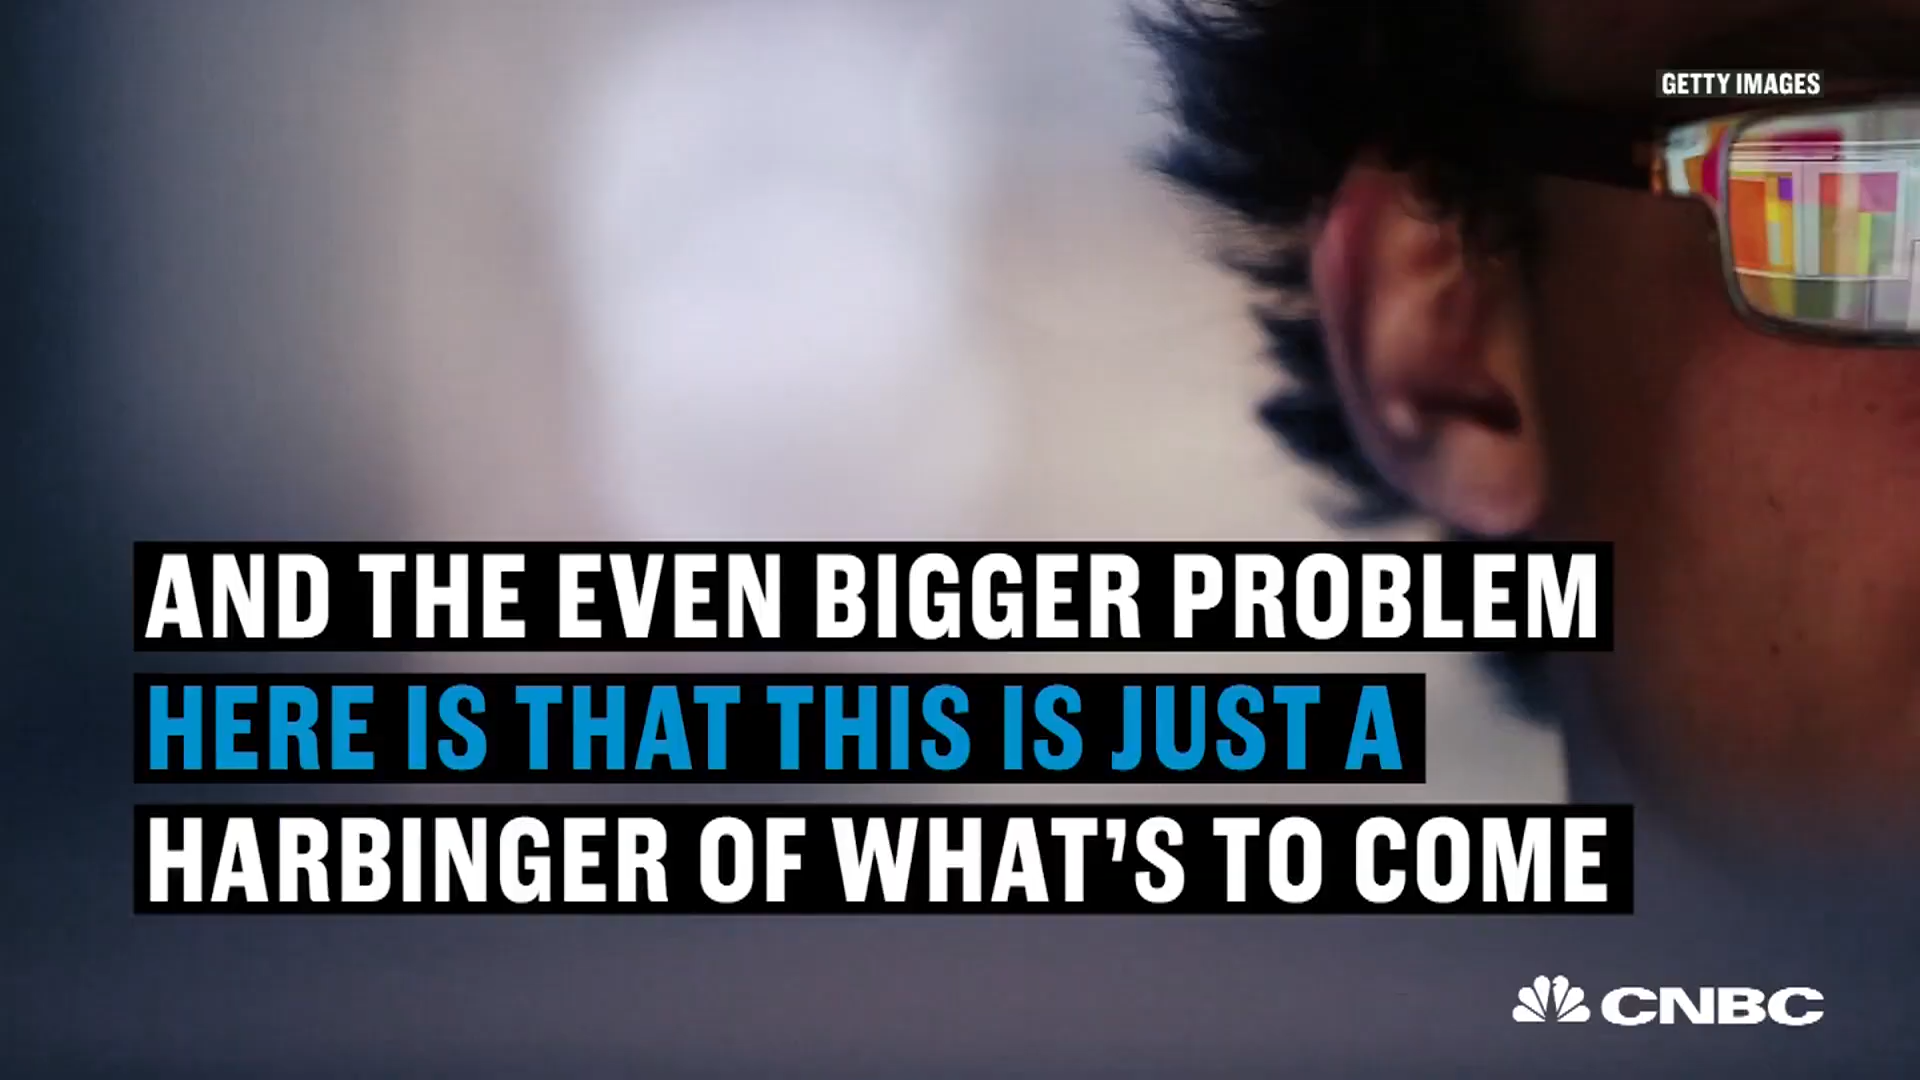 GETTY IMAGES
AND THE EVEN BIGGER PROBLEM
HERE IS THAT THIS IS JUST A
HARBINGER OF WHAT'S TO COME
CNBC